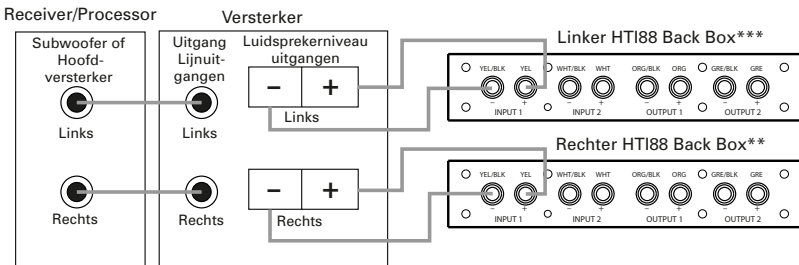 Receiver/Processor
Versterker
Subwoofer of
Hoofd-
versterker
Links
Rechts
Uitgang
Lijnuit-
gangen
Links
Rechts
Luidsprekerniveau
uitgangen
– +
Links
– +
Rechts
Linker HTI88 Back Box***
YEL/BLK YEL WHT/BLK WHT ORG/BLK ORG GRE/BLK GRE
– + – + – + – +
INPUT 1 INPUT 2 OUTPUT 1 OUTPUT 2
Rechter HTI88 Back Box**
YEL/BLK YEL WHT/BLK WHT ORG/BLK ORG GRE/BLK GRE
– + – + – + – +
INPUT 1 INPUT 2 OUTPUT 1 OUTPUT 2